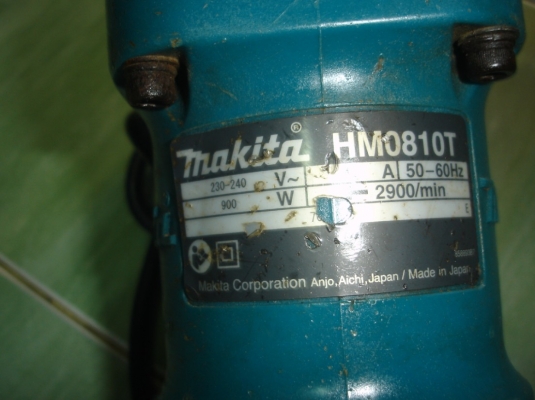 makita® HM0810T
230-240 V~ A 50-60Hz
900 W = 2900/min
E
Makita Corporation Anjo, Aichi, Japan / Made in Japan